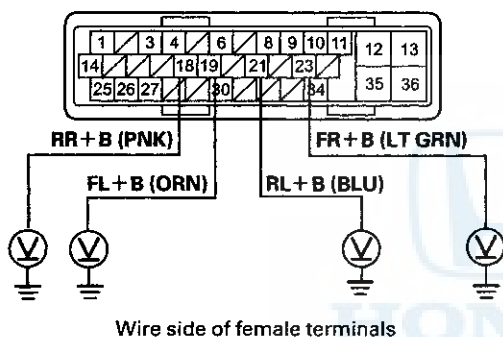 1 3 4 6 8 9 10 11 12 13
14 18 19 21 23
25 26 27 30 34 35 36
RR+B (PNK) FR+B (LT GRN)
FL+B (ORN) RL+B (BLU)
V V V V
Wire side of female terminals
HON